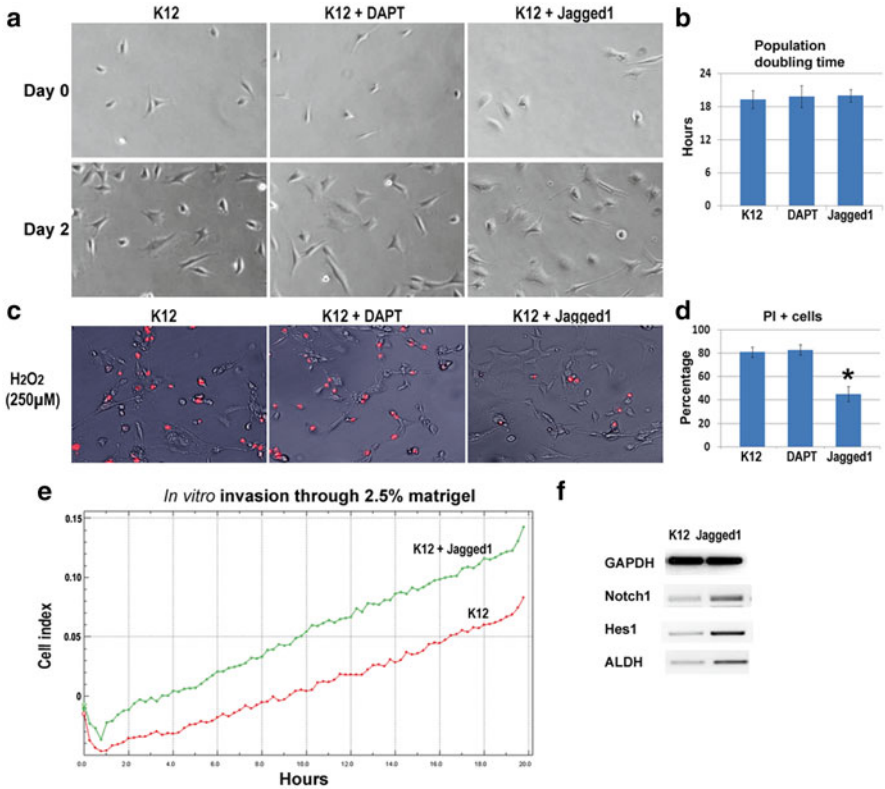 a
K12
K12 + DAPT
K12 + Jagged1
Day 0
Day 2
b
Population
doubling time
Hours
24
18
12
6
0
K12 DAPT Jagged1
c
K12
K12 + DAPT
K12 + Jagged1
H2O2
(250µM)
d
PI + cells
Percentage
100
80
60
40
20
0
*
K12 DAPT Jagged1
e
In vitro invasion through 2.5% matrigel
Cell index
0.15
0.10
0.05
0
K12 + Jagged1
K12
0.0 2.0 4.0 6.0 8.0 10.0 12.0 14.0 16.0 18.0 20.0
Hours
f
K12 Jagged1
GAPDH
Notch1
Hes1
ALDH